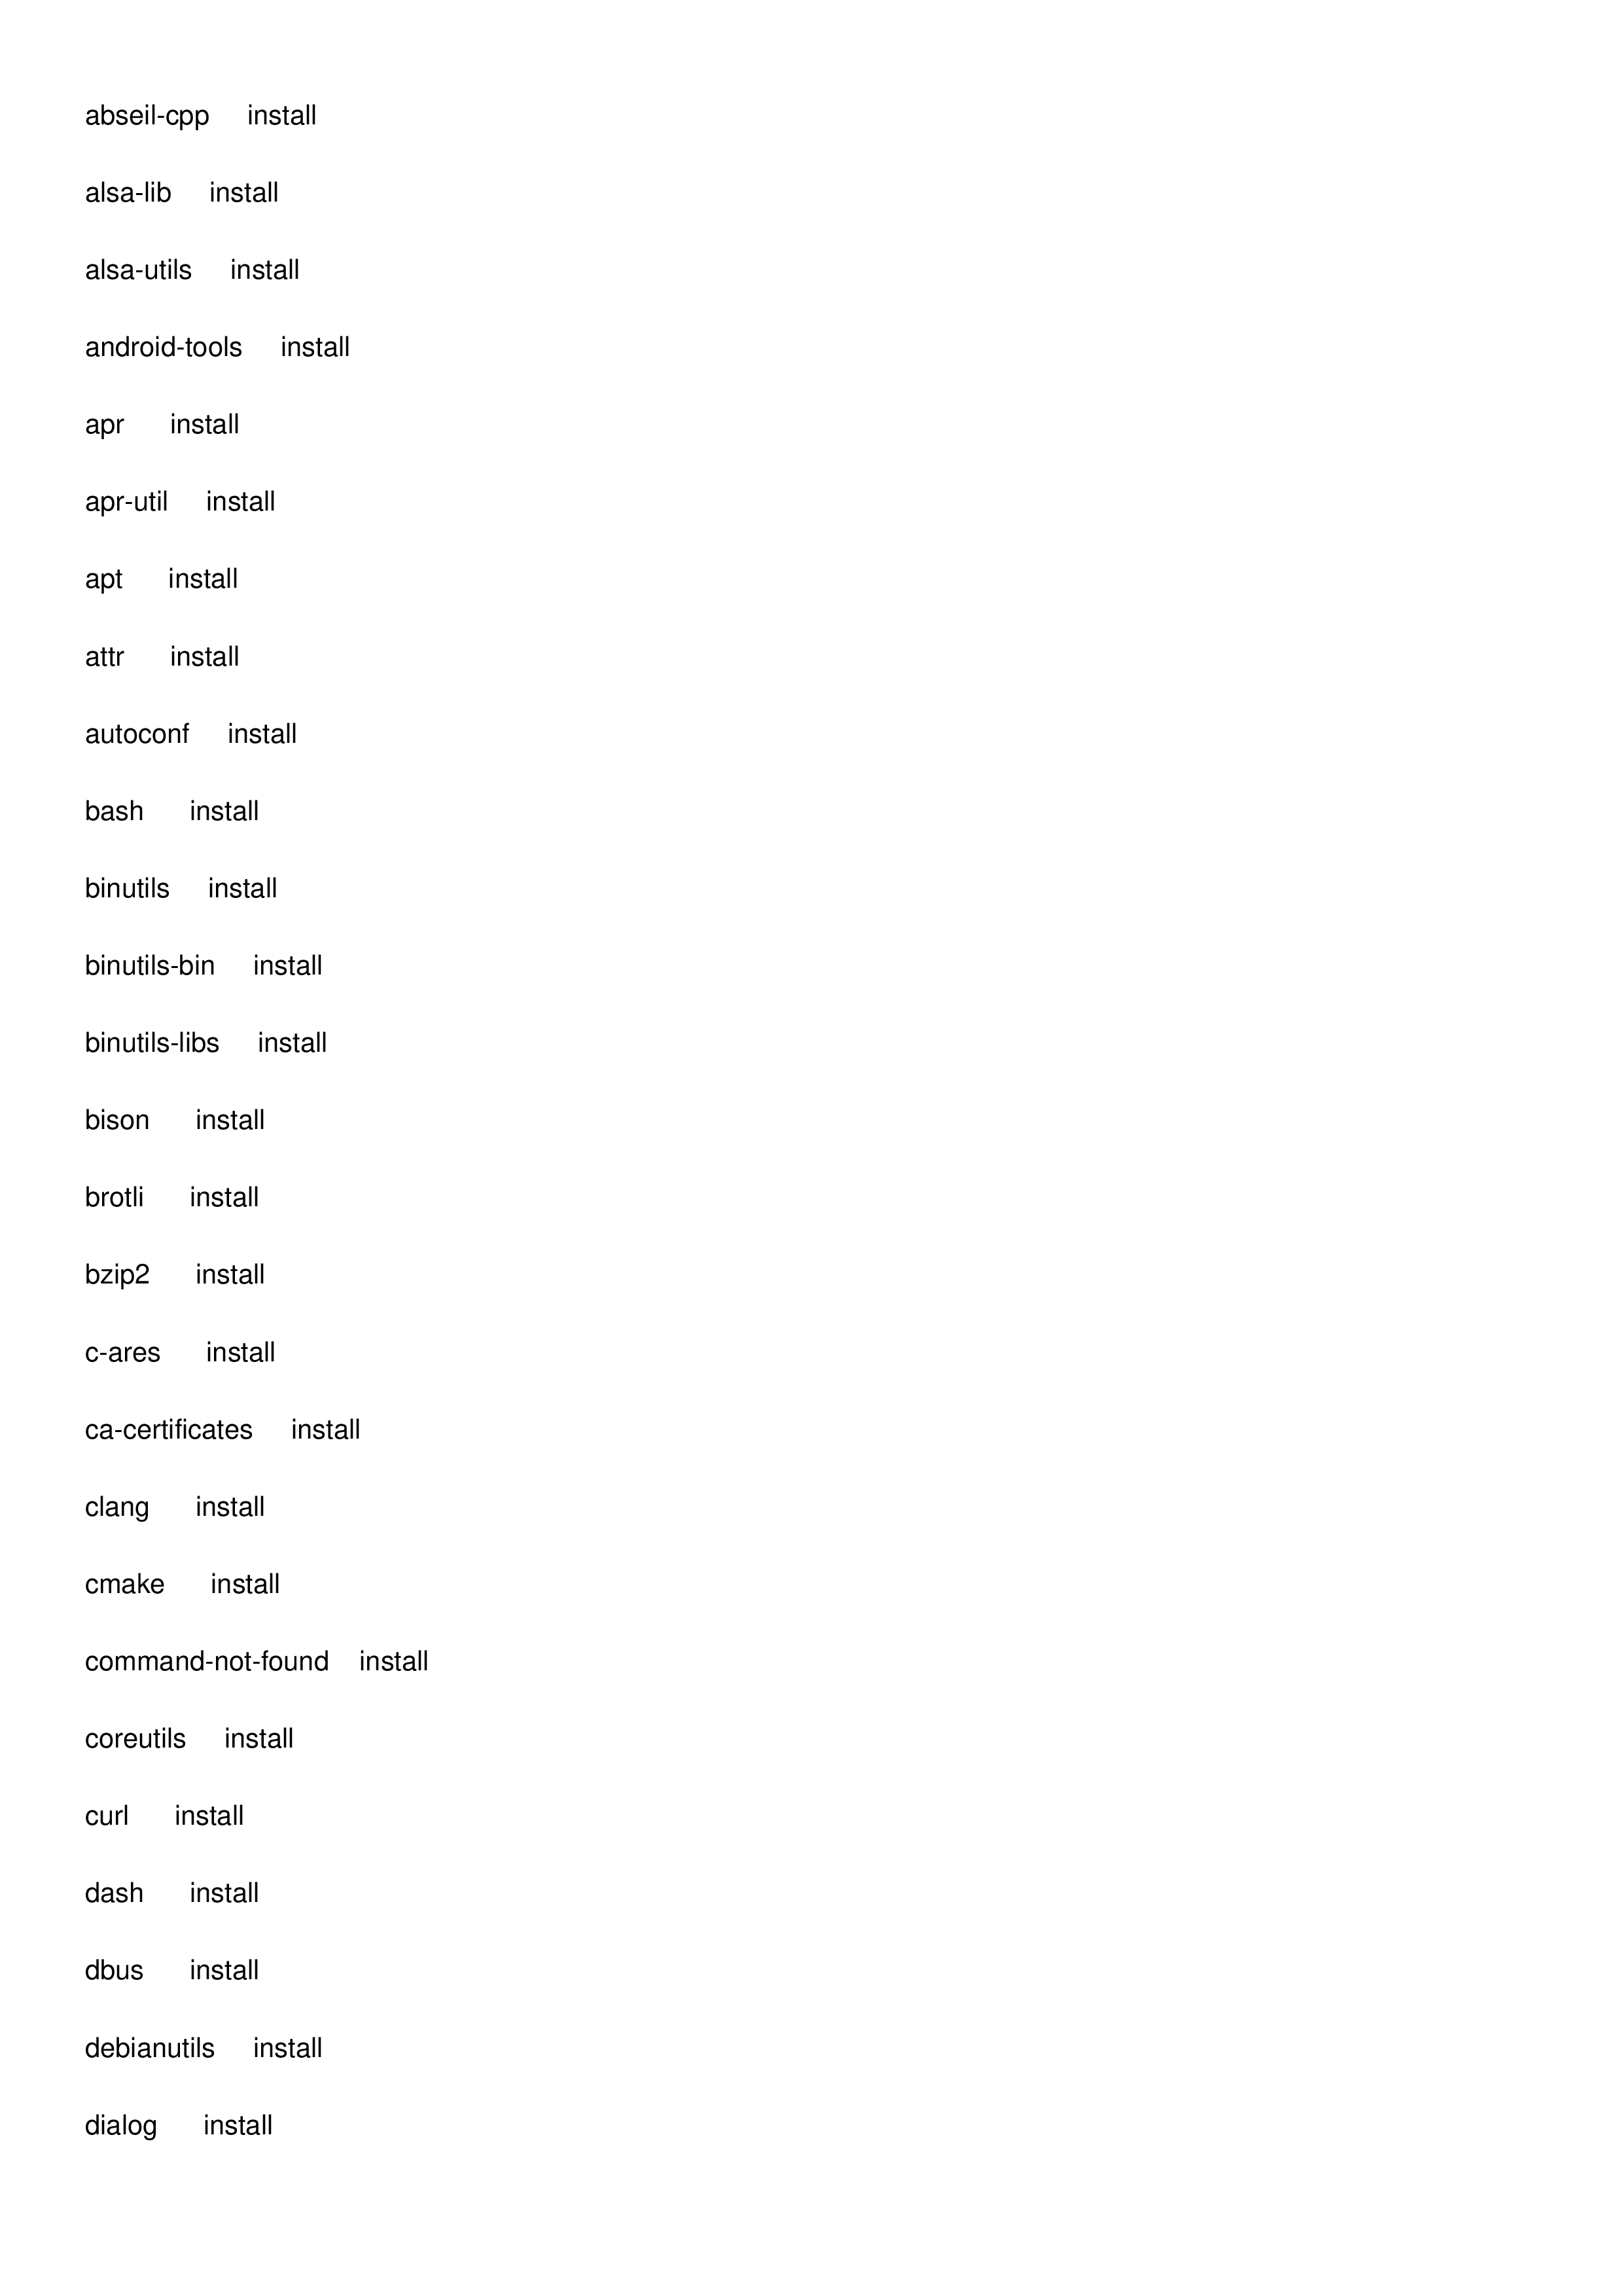 abseil-cpp install
alsa-lib install
alsa-utils install
android-tools install
apr install
apr-util install
apt install
attr install
autoconf install
bash install
binutils install
binutils-bin install
binutils-libs install
bison install
brotli install
bzip2 install
c-ares install
ca-certificates install
clang install
cmake install
command-not-found install
coreutils install
curl install
dash install
dbus install
debianutils install
dialog install